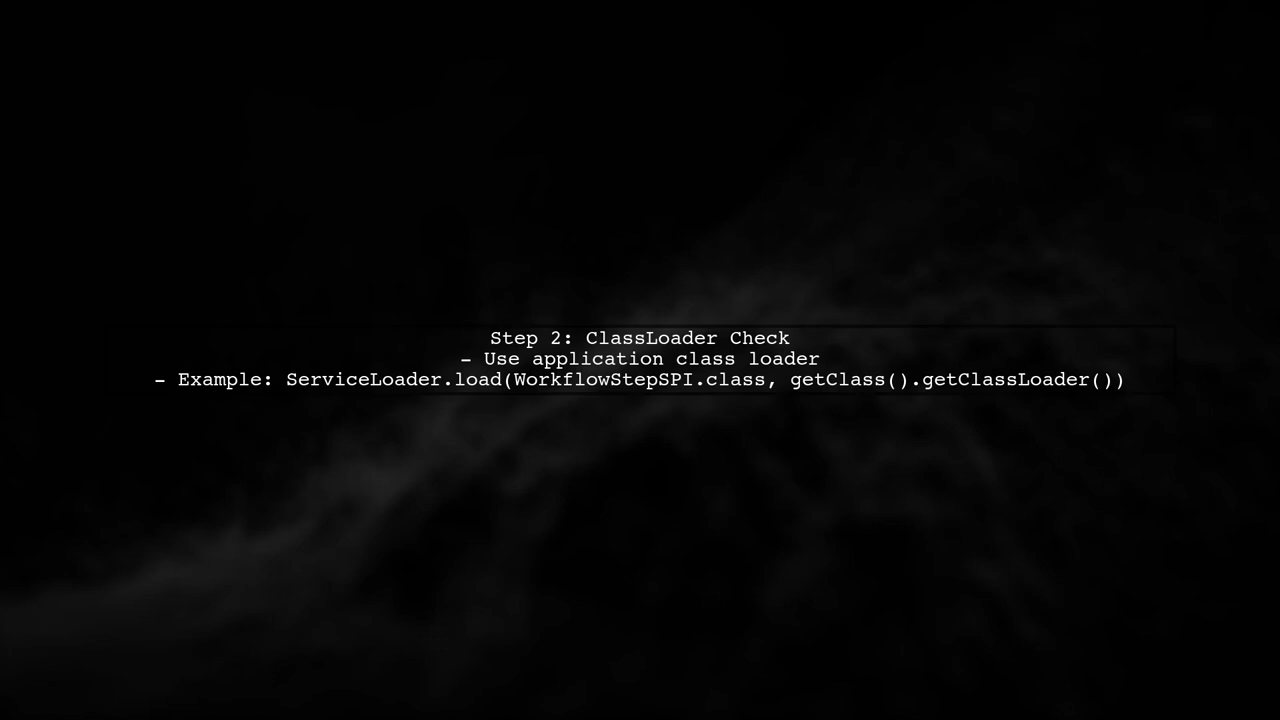 Step 2: ClassLoader Check
- Use application class loader
- Example: ServiceLoader.load(WorkflowStepSPI.class, getClass().getClassLoader())